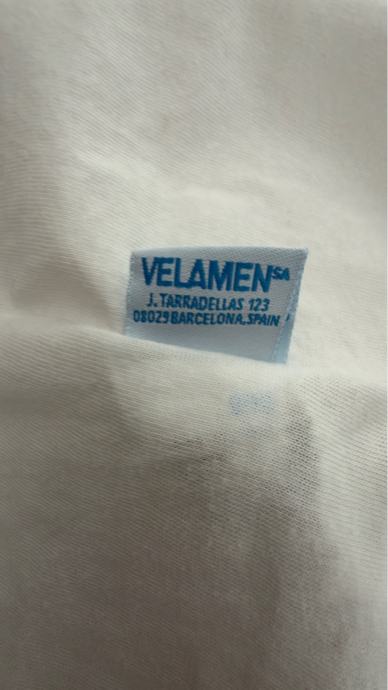 VELAMEN SA
J. TARRADELLAS 123
08029 BARCELONA, SPAIN